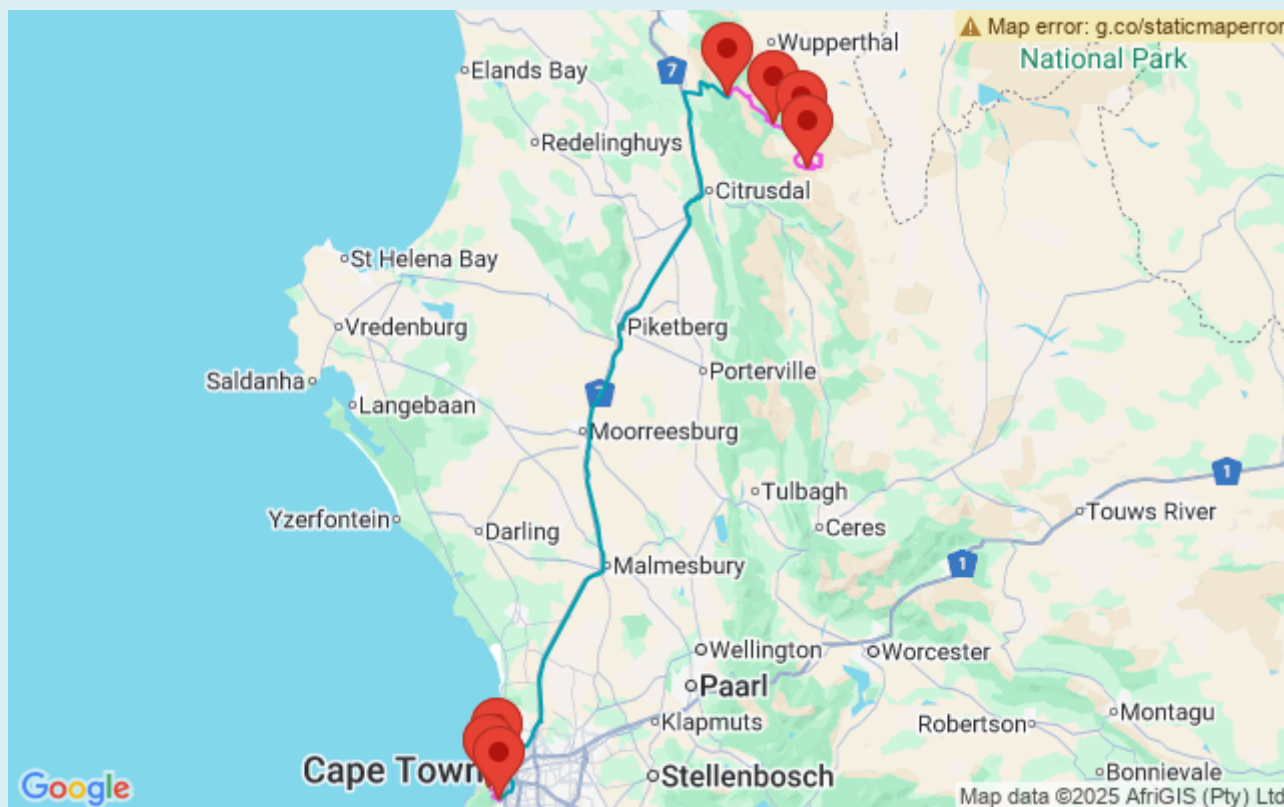 Map error: g.co/staticmaperror
Wupperthal
National Park
Elands Bay
7
Redelinghuys
Citrusdal
St Helena Bay
Vredenburg
Piketberg
Saldanha
Porterville
7
Langebaan
Moorreesburg
1
Tulbagh
Touws River
Yzerfontein
Darling
Ceres
1
Malmesbury
Wellington
Worcester
Paarl
Klapmuts
Robertson
Montagu
Cape Town
Stellenbosch
Bonnievale
Google
Map data ©2025 AfriGIS (Pty) Ltd